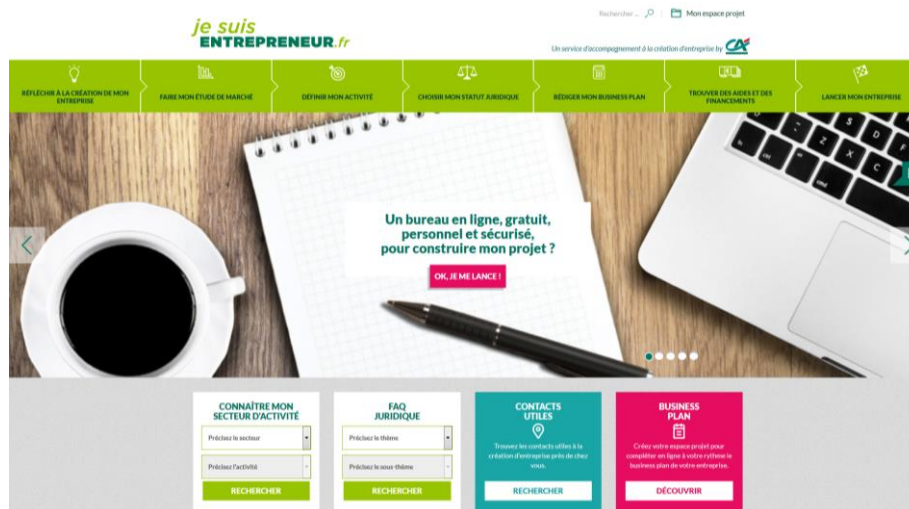 je suis
ENTREPRENEUR.fr
Rechercher ...
Mon espace projet
Un service d'accompagnement à la création d'entreprise by CA
RÉFLÉCHIR À LA CRÉATION DE MON
ENTREPRISE
FAIRE MON ÉTUDE DE MARCHÉ
DÉFINIR MON ACTIVITÉ
CHOISIR MON STATUT JURIDIQUE
RÉDIGER MON BUSINESS PLAN
TROUVER DES AIDES ET DES
FINANCEMENTS
LANCER MON ENTREPRISE
Un bureau en ligne, gratuit,
personnel et sécurisé,
pour construire mon projet ?
OK, JE ME LANCE !
CONNAÎTRE MON
SECTEUR D'ACTIVITÉ
Précisez le secteur
Précisez l'activité
RECHERCHER
FAQ
JURIDIQUE
Précisez le thème
Précisez le sous-thème
RECHERCHER
CONTACTS
UTILES
Trouvez les contacts utiles à la
création d'entreprise près de chez
vous.
RECHERCHER
BUSINESS
PLAN
Créez votre espace projet pour
compléter en ligne à votre rythme le
business plan de votre entreprise.
DÉCOUVRIR